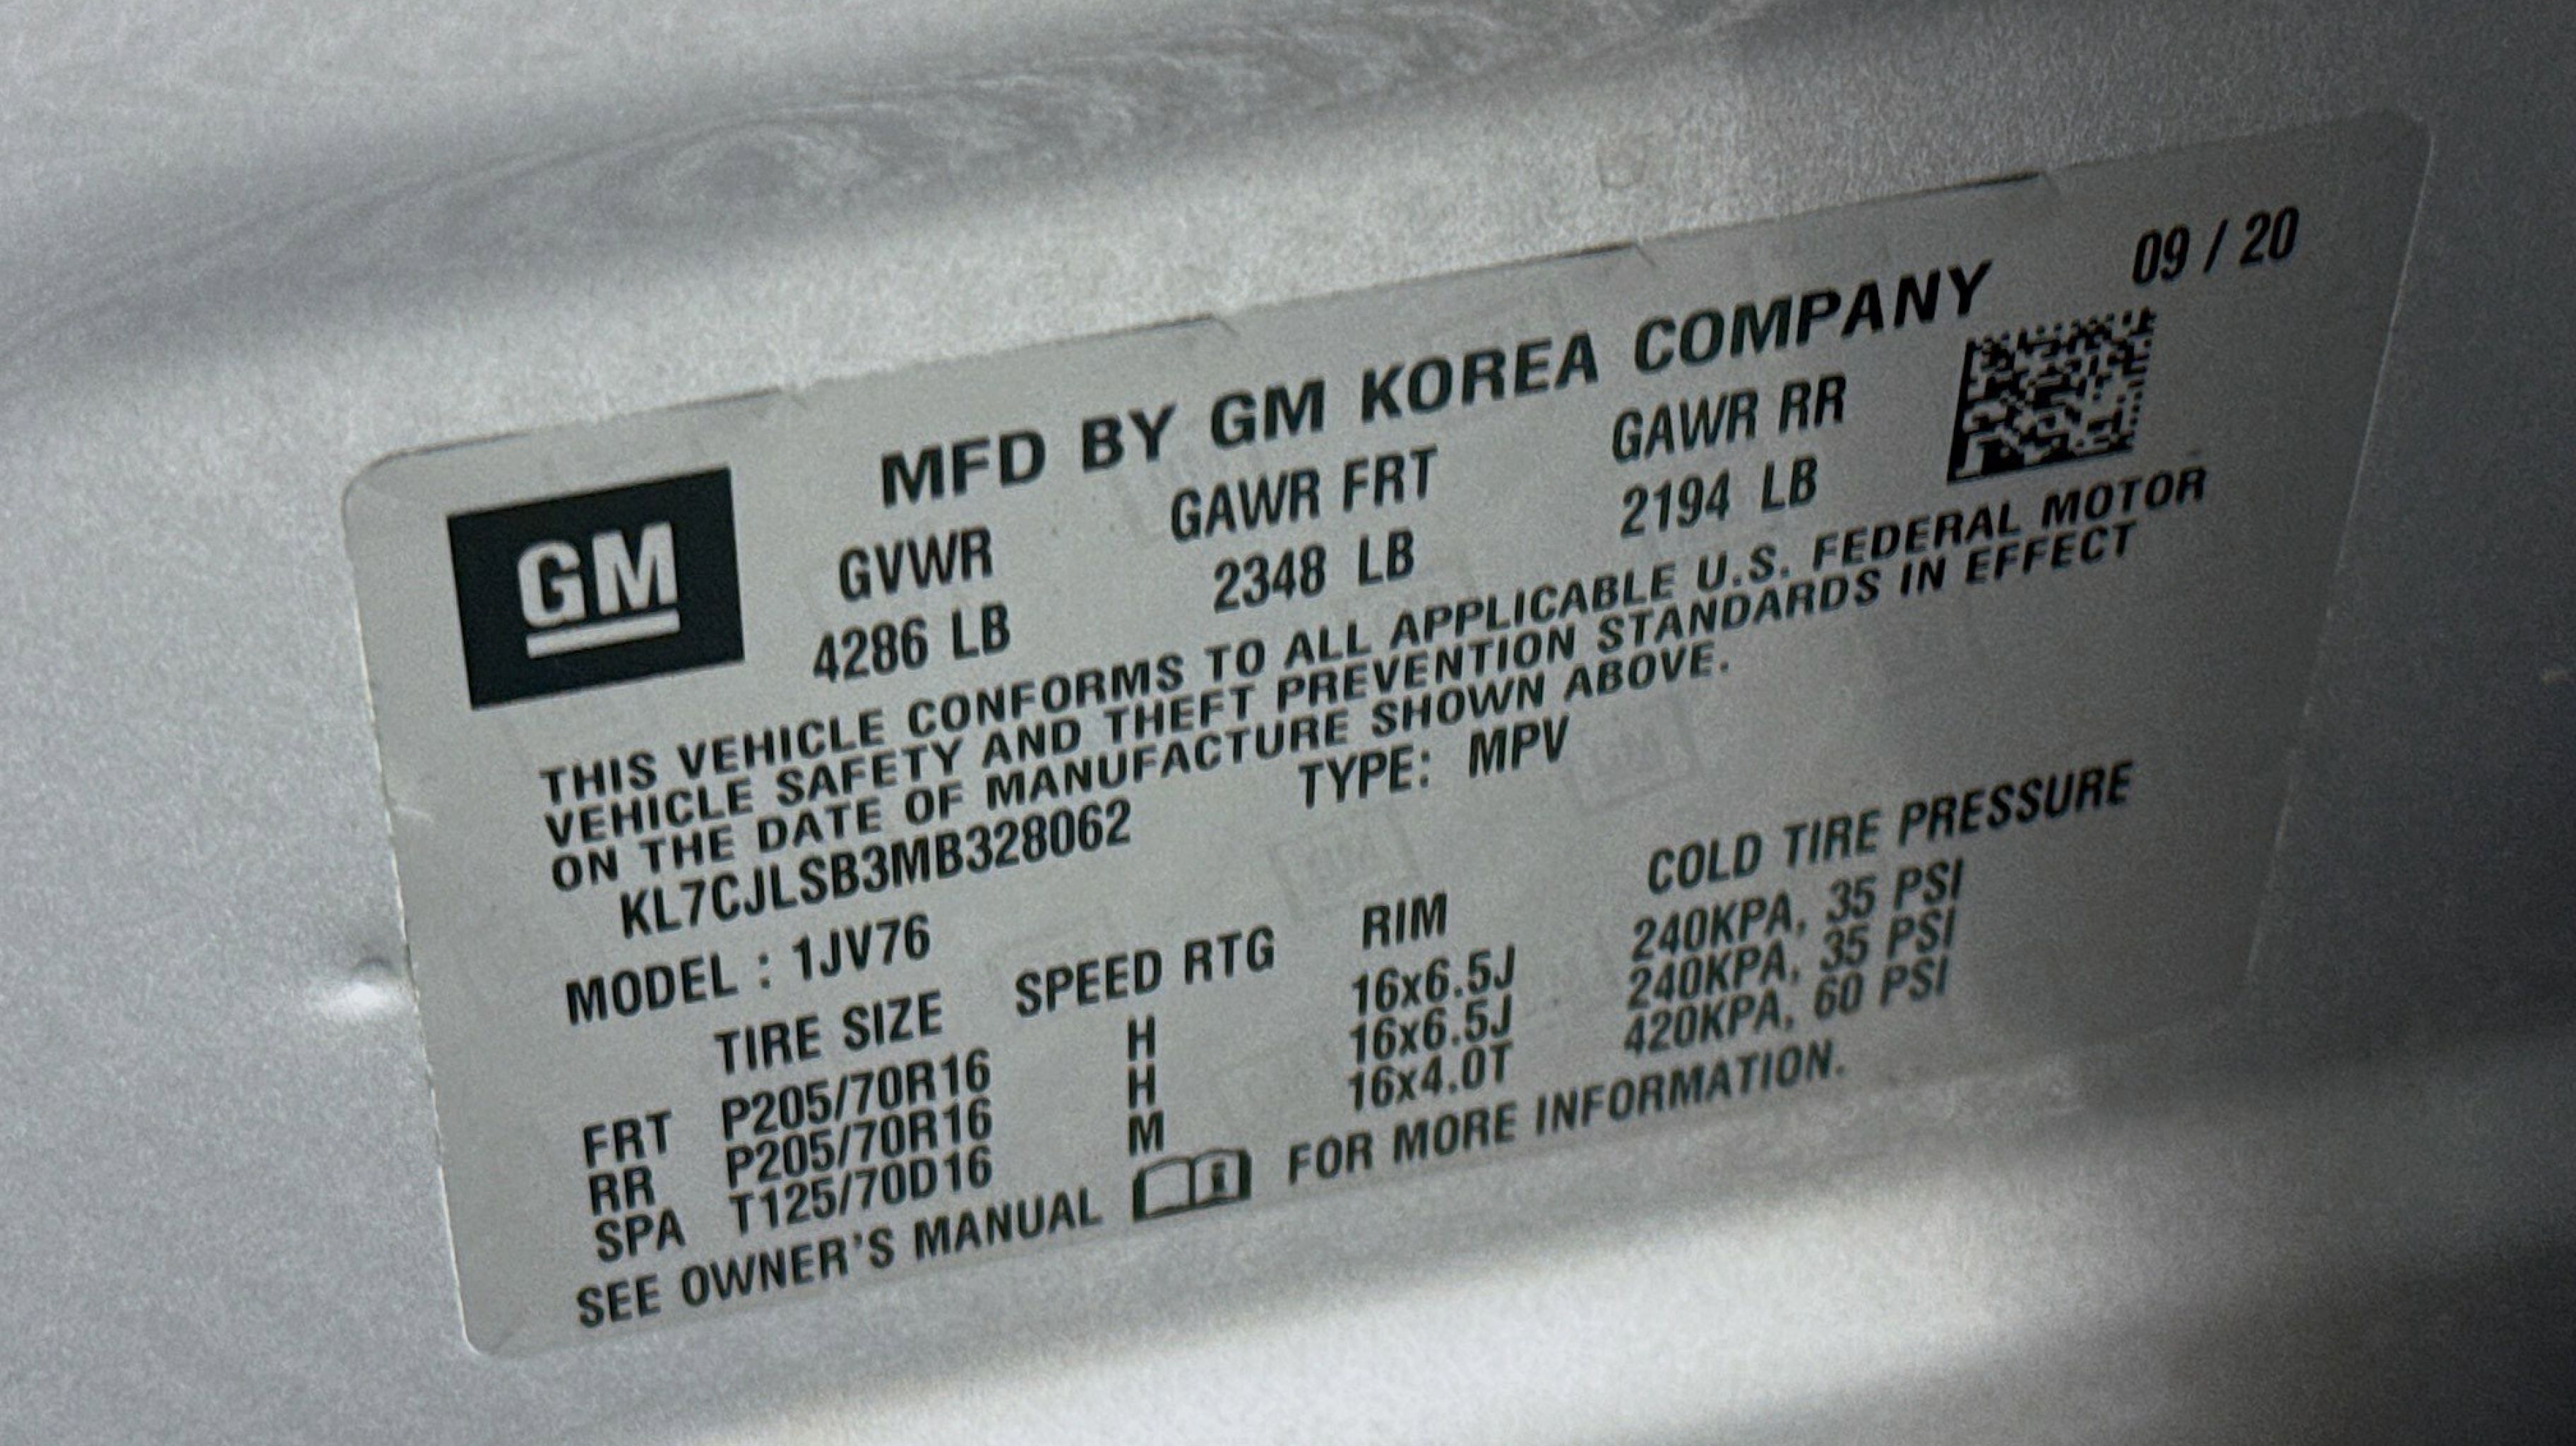 09 / 20
MFD BY GM KOREA COMPANY
GM
GVWR GAWR FRT GAWR RR
4286 LB 2348 LB 2194 LB
THIS VEHICLE CONFORMS TO ALL APPLICABLE U.S. FEDERAL MOTOR
VEHICLE SAFETY AND THEFT PREVENTION STANDARDS IN EFFECT
ON THE DATE OF MANUFACTURE SHOWN ABOVE.
KL7CJLSB3MB328062 TYPE: MPV
MODEL : 1JV76
TIRE SIZE SPEED RTG RIM COLD TIRE PRESSURE
FRT P205/70R16 H 16x6.5J 240KPA, 35 PSI
RR P205/70R16 H 16x6.5J 240KPA, 35 PSI
SPA T125/70D16 M 16x4.0T 420KPA, 60 PSI
SEE OWNER'S MANUAL FOR MORE INFORMATION.